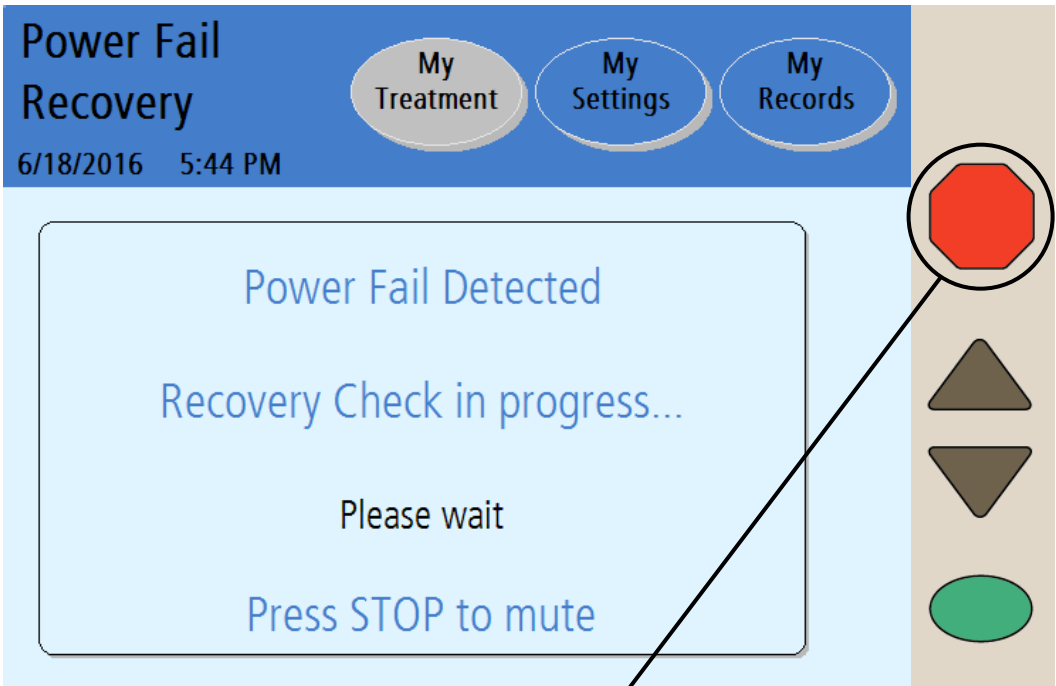 Power Fail
Recovery
6/18/2016 5:44 PM
My
Treatment
My
Settings
My
Records
Power Fail Detected
Recovery Check in progress...
Please wait
Press STOP to mute